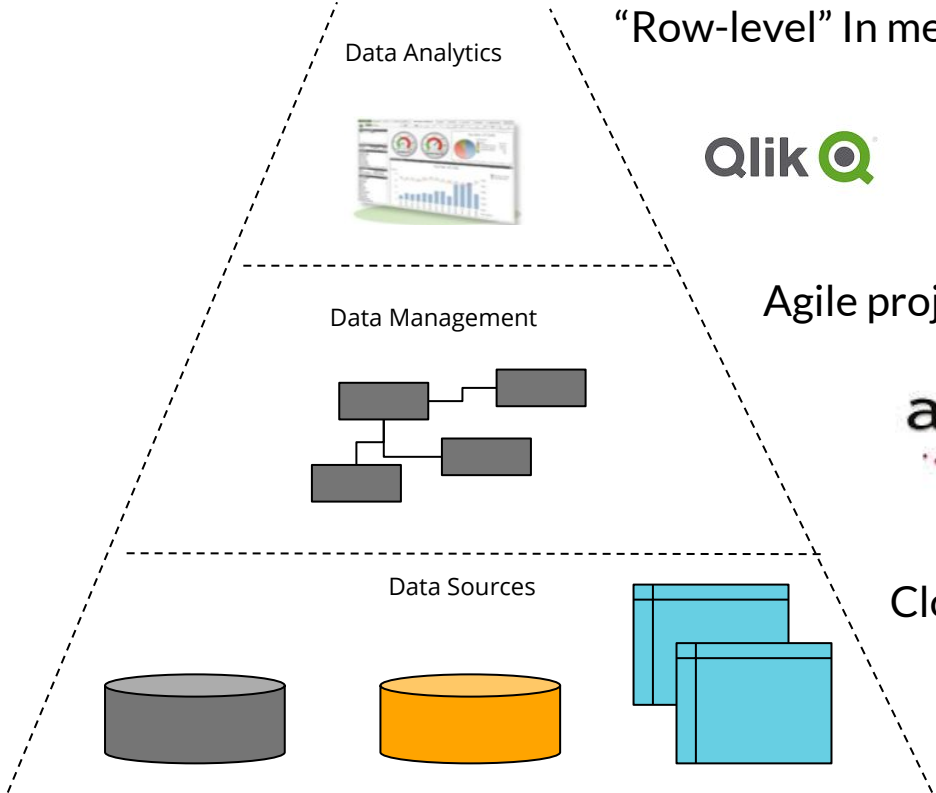 Data Analytics
“Row-level” In me
Qlik
Data Management
Agile proj
a
Data Sources
Clo